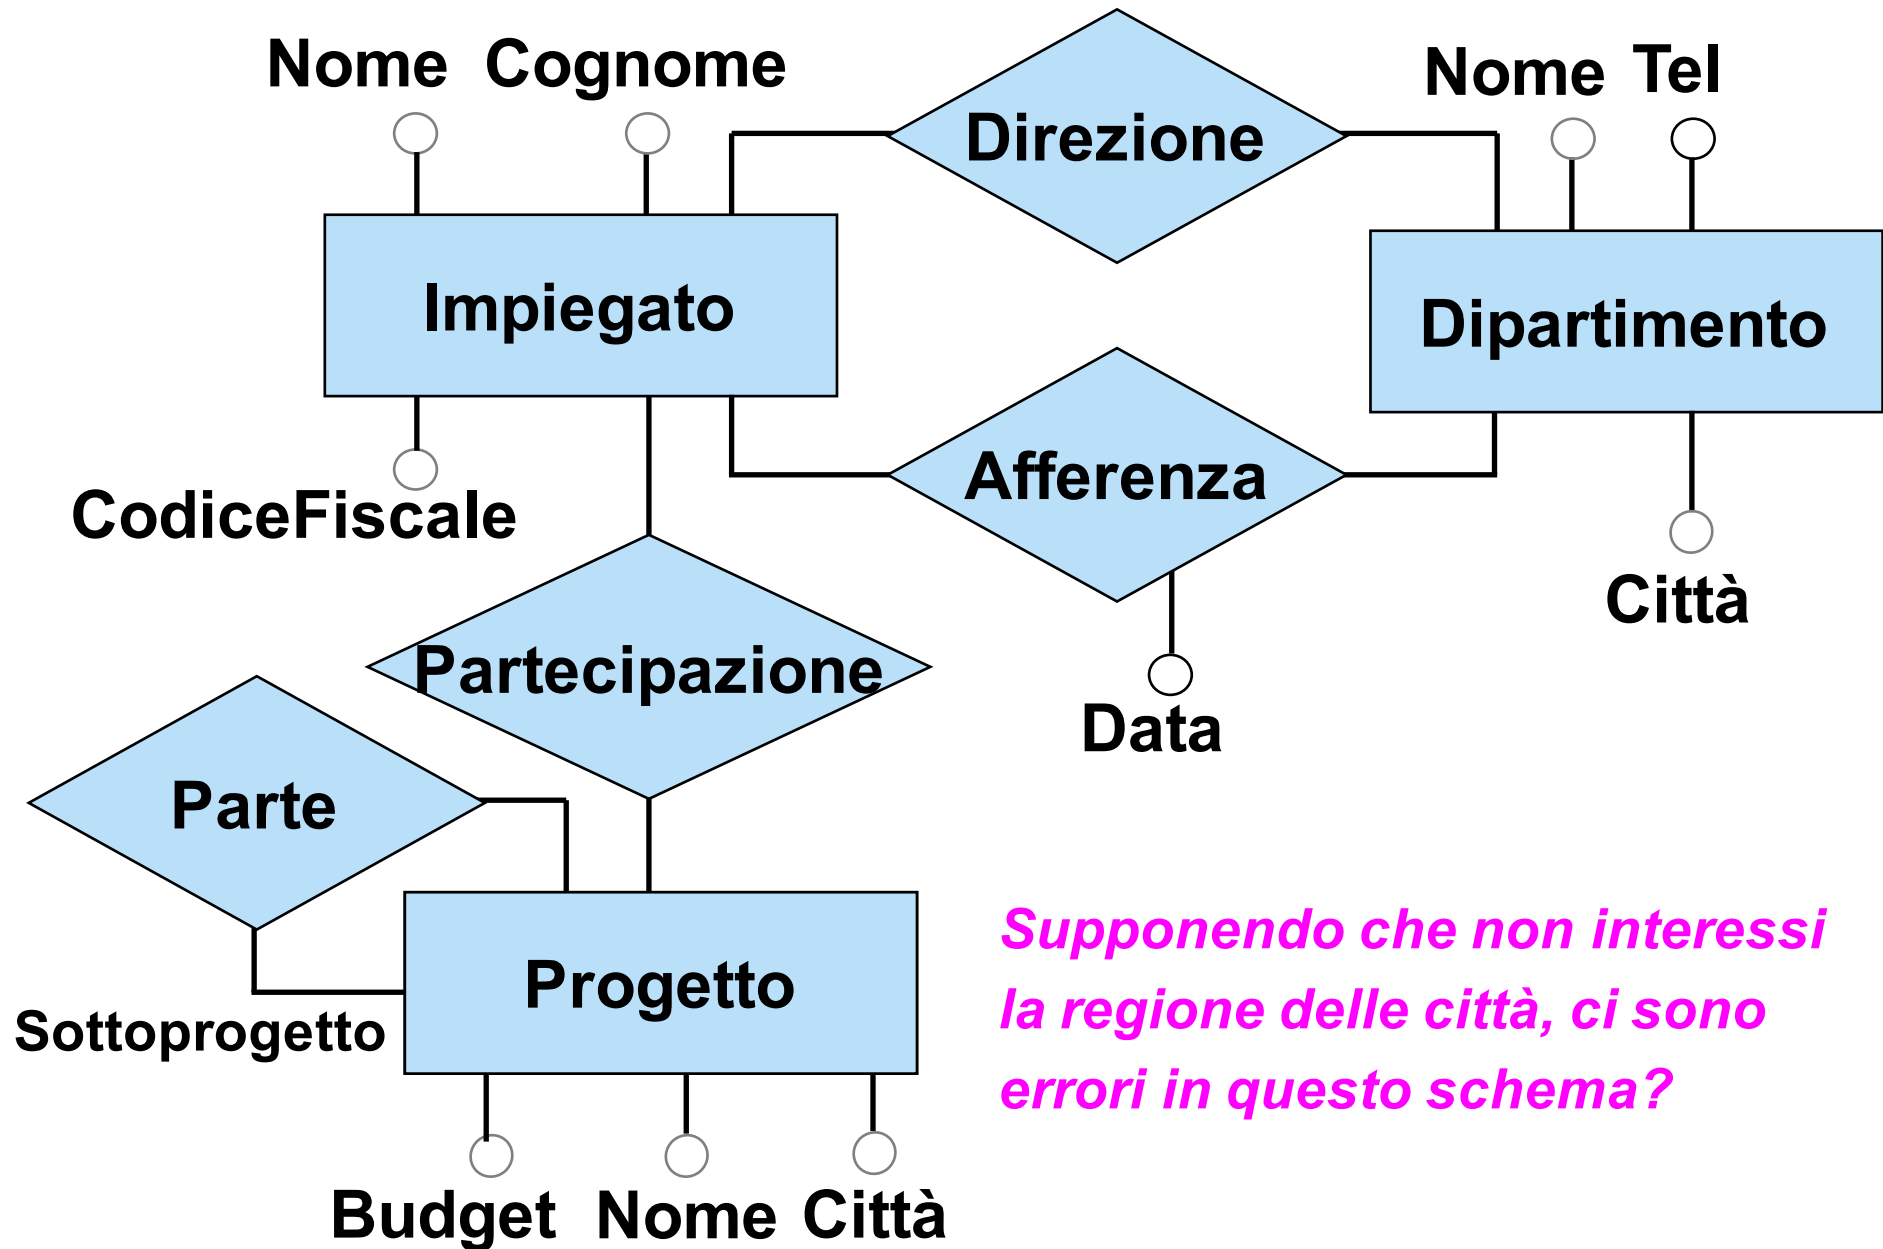 Nome Cognome
Direzione
Nome Tel
Impiegato
Dipartimento
Afferenza
CodiceFiscale
Città
Partecipazione
Data
Parte
Progetto
Sottoprogetto
Supponendo che non interessi
la regione delle città, ci sono
errori in questo schema?
Budget Nome Città